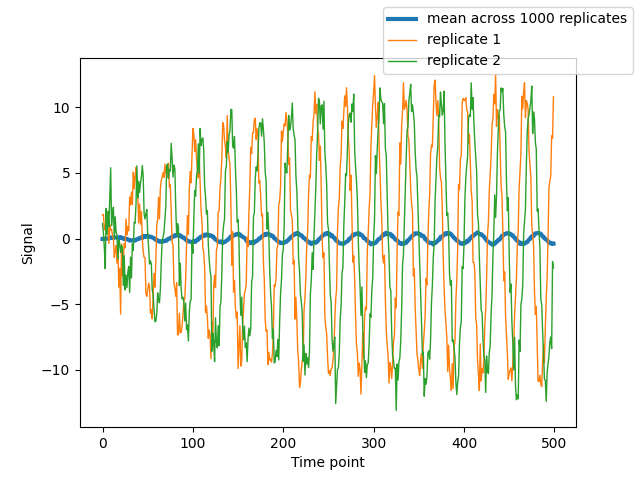 mean across 1000 replicates
replicate 1
replicate 2
10
5
0
−5
−10
Signal
0
100
200
300
400
500
Time point